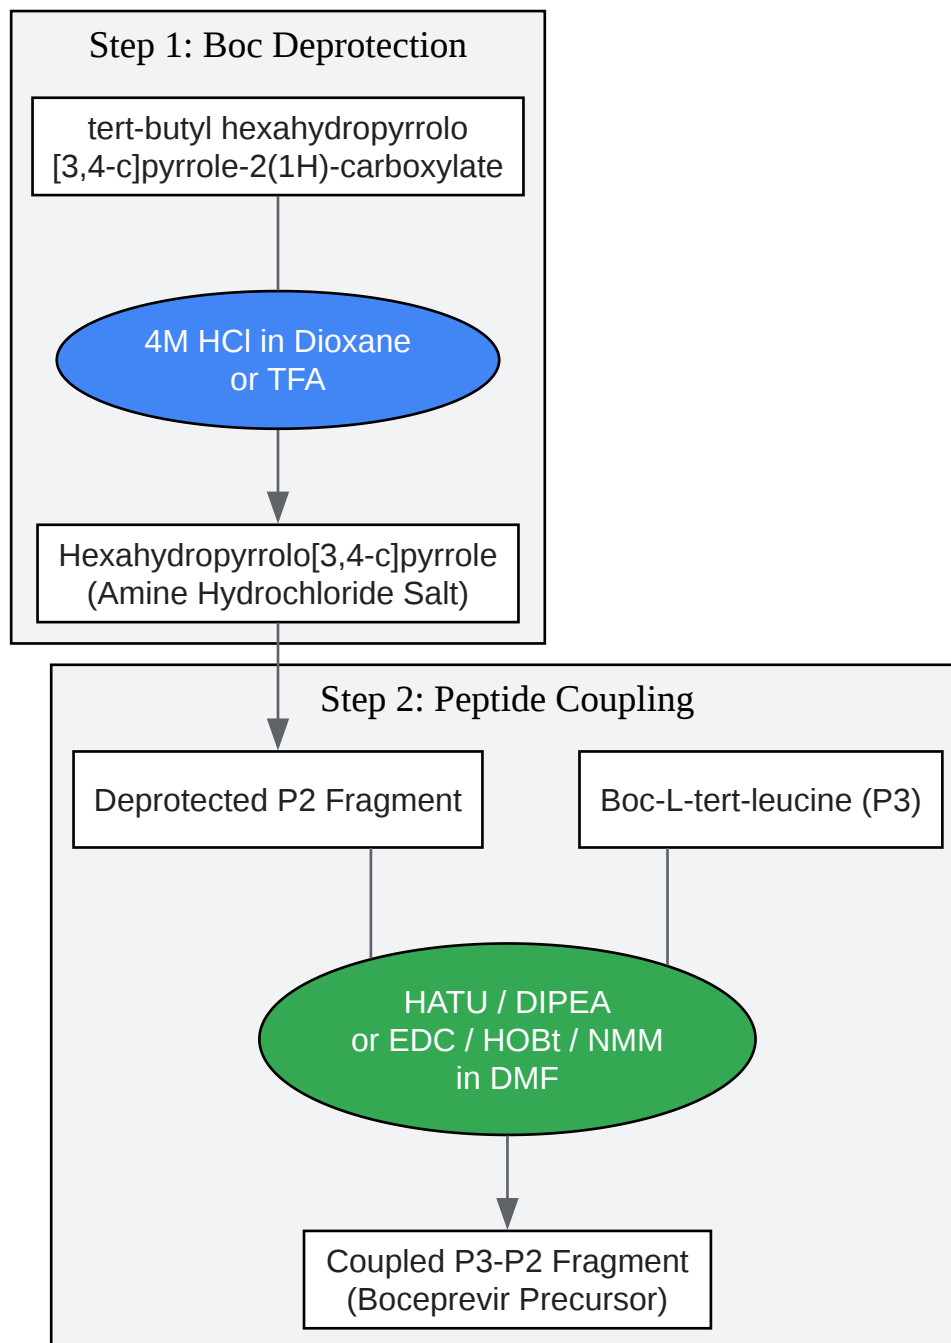 Step 1: Boc Deprotection
tert-butyl hexahydropyrrolo
[3,4-c]pyrrole-2(1H)-carboxylate
4M HCl in Dioxane
or TFA
Hexahydropyrrolo[3,4-c]pyrrole
(Amine Hydrochloride Salt)
Step 2: Peptide Coupling
Deprotected P2 Fragment
Boc-L-tert-leucine (P3)
HATU / DIPEA
or EDC / HOBt / NMM
in DMF
Coupled P3-P2 Fragment
(Boceprevir Precursor)